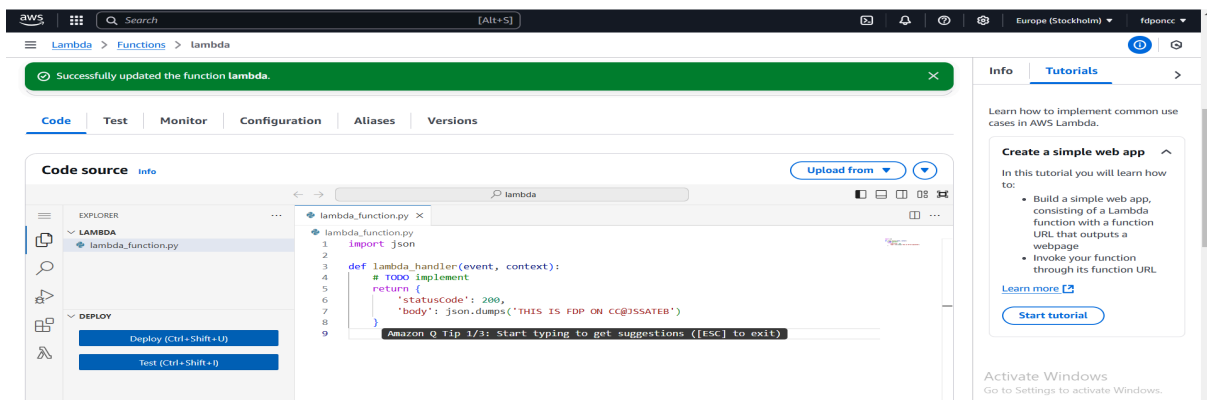 aws
Search [Alt+S]
Europe (Stockholm) ▼ fdponcc ▼
Lambda > Functions > lambda
Successfully updated the function lambda.
Code Test Monitor Configuration Aliases Versions
Code source Info
Upload from ▼
lambda
EXPLORER ...
LAMBDA
lambda_function.py
DEPLOY
Deploy (Ctrl+Shift+U)
Test (Ctrl+Shift+I)
lambda_function.py ×
lambda_function.py
1 import json
2
3 def lambda_handler(event, context):
4 # TODO implement
5 return {
6 'statusCode': 200,
7 'body': json.dumps('THIS IS FDP ON CC@JSSATEB')
8 }
9 Amazon Q Tip 1/3: Start typing to get suggestions ([ESC] to exit)
Info Tutorials
Learn how to implement common use
cases in AWS Lambda.
Create a simple web app
In this tutorial you will learn how
to:
• Build a simple web app,
consisting of a Lambda
function with a function
URL that outputs a
webpage
• Invoke your function
through its function URL
Learn more
Start tutorial
Activate Windows
Go to Settings to activate Windows.